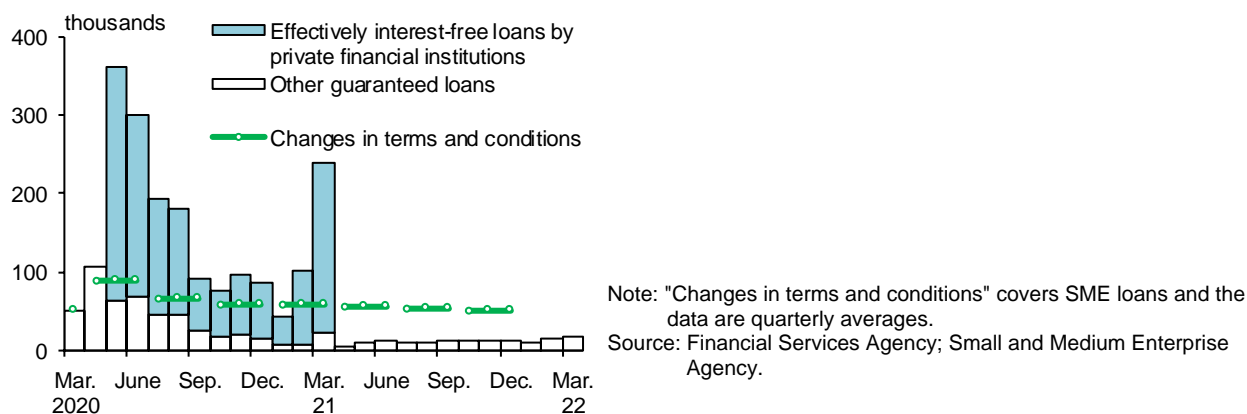 thousands
400
300
200
100
0
Effectively interest-free loans by
private financial institutions
Other guaranteed loans
Changes in terms and conditions
Mar. June Sep. Dec. Mar. June Sep. Dec. Mar.
2020 21 22
Note: "Changes in terms and conditions" covers SME loans and the
data are quarterly averages.
Source: Financial Services Agency; Small and Medium Enterprise
Agency.